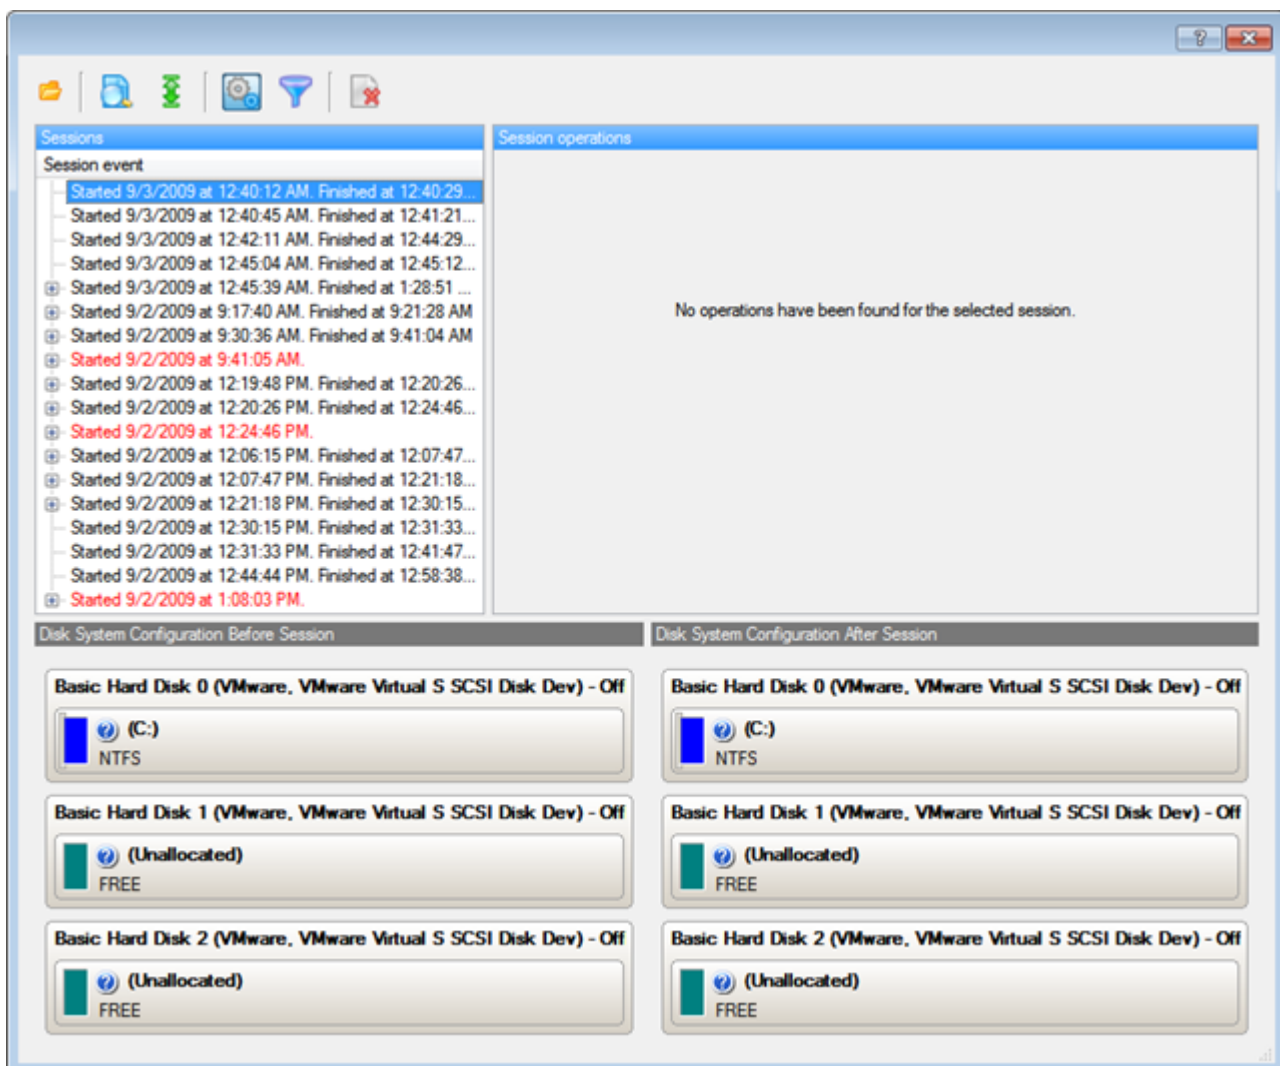 Sessions
Session operations
Session event
Started 9/3/2009 at 12:40:12 AM. Finished at 12:40:29...
Started 9/3/2009 at 12:40:45 AM. Finished at 12:41:21...
Started 9/3/2009 at 12:42:11 AM. Finished at 12:44:29...
Started 9/3/2009 at 12:45:04 AM. Finished at 12:45:12...
Started 9/3/2009 at 12:45:39 AM. Finished at 1:28:51 ...
Started 9/2/2009 at 9:17:40 AM. Finished at 9:21:28 AM
Started 9/2/2009 at 9:30:36 AM. Finished at 9:41:04 AM
Started 9/2/2009 at 9:41:05 AM.
Started 9/2/2009 at 12:19:48 PM. Finished at 12:20:26...
Started 9/2/2009 at 12:20:26 PM. Finished at 12:24:46...
Started 9/2/2009 at 12:24:46 PM.
Started 9/2/2009 at 12:06:15 PM. Finished at 12:07:47...
Started 9/2/2009 at 12:07:47 PM. Finished at 12:21:18...
Started 9/2/2009 at 12:21:18 PM. Finished at 12:30:15...
Started 9/2/2009 at 12:30:15 PM. Finished at 12:31:33...
Started 9/2/2009 at 12:31:33 PM. Finished at 12:41:47...
Started 9/2/2009 at 12:44:44 PM. Finished at 12:58:38...
Started 9/2/2009 at 1:08:03 PM.
No operations have been found for the selected session.
Disk System Configuration Before Session
Basic Hard Disk 0 (VMware, VMware Virtual S SCSI Disk Dev) - Off
(C:)
NTFS
Basic Hard Disk 1 (VMware, VMware Virtual S SCSI Disk Dev) - Off
(Unallocated)
FREE
Basic Hard Disk 2 (VMware, VMware Virtual S SCSI Disk Dev) - Off
(Unallocated)
FREE
Disk System Configuration After Session
Basic Hard Disk 0 (VMware, VMware Virtual S SCSI Disk Dev) - Off
(C:)
NTFS
Basic Hard Disk 1 (VMware, VMware Virtual S SCSI Disk Dev) - Off
(Unallocated)
FREE
Basic Hard Disk 2 (VMware, VMware Virtual S SCSI Disk Dev) - Off
(Unallocated)
FREE